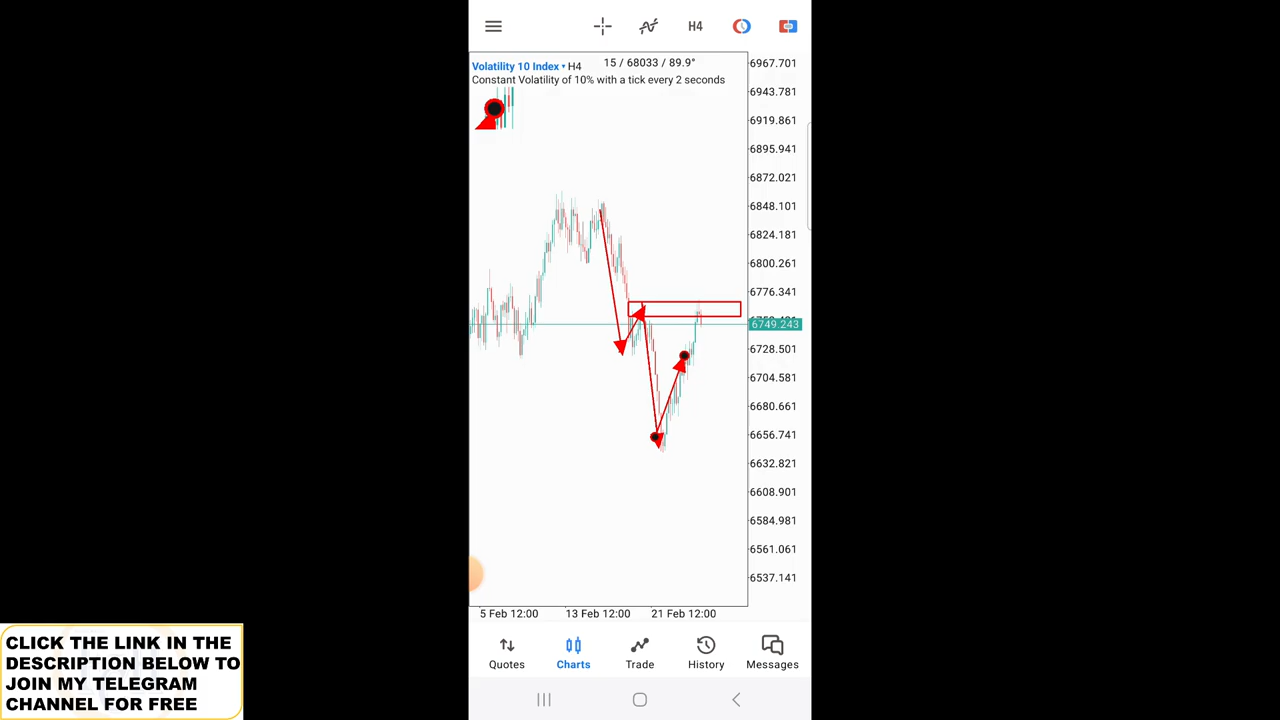 H4
Volatility 10 Index • H4 15 / 68033 / 89.9°
Constant Volatility of 10% with a tick every 2 seconds
6967.701
6943.781
6919.861
6895.941
6872.021
6848.101
6824.181
6800.261
6776.341
6749.243
6728.501
6704.581
6680.661
6656.741
6632.821
6608.901
6584.981
6561.061
6537.141
5 Feb 12:00 13 Feb 12:00 21 Feb 12:00
Quotes Charts Trade History Messages
CLICK THE LINK IN THE
DESCRIPTION BELOW TO
JOIN MY TELEGRAM
CHANNEL FOR FREE